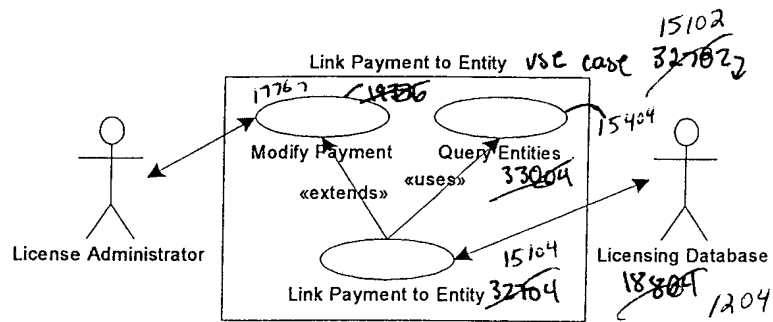 15102
Link Payment to Entity use case 32702
17767
15404
Modify Payment Query Entities
«extends» «uses» 33204
License Administrator
15104
Licensing Database
Link Payment to Entity 32704
18804
1204